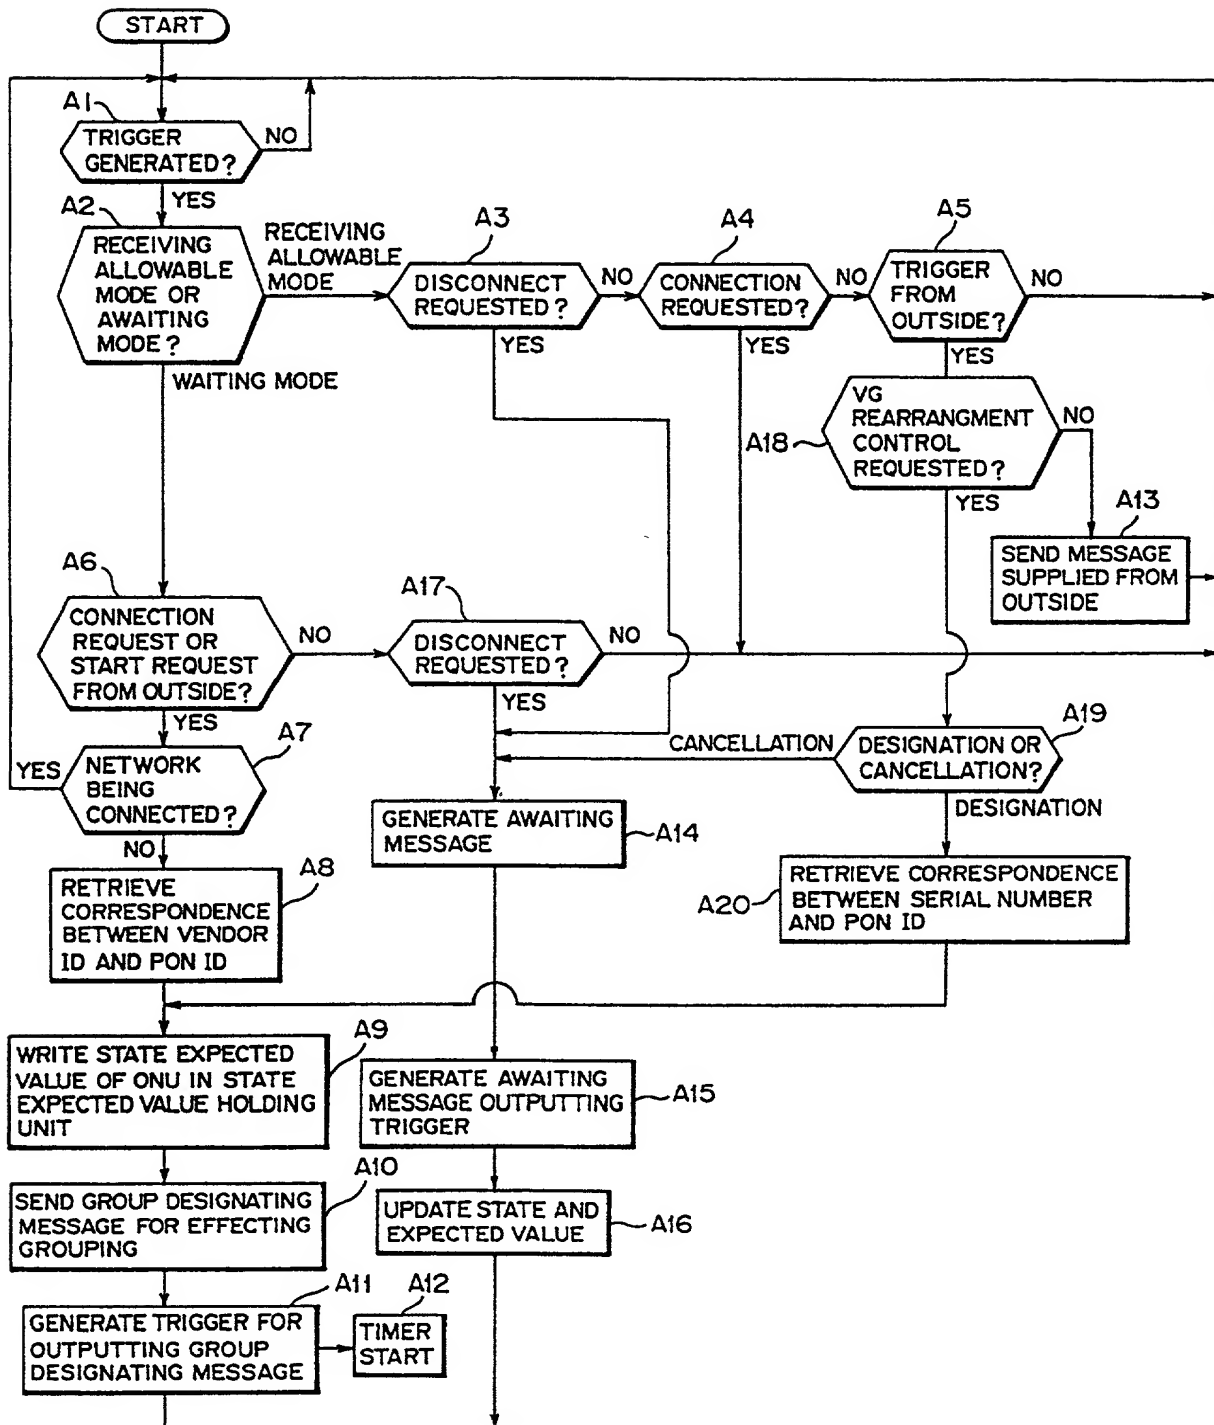 START
A1
TRIGGER
GENERATED?
NO
YES
A2
RECEIVING
ALLOWABLE
MODE OR
AWAITING
MODE?
RECEIVING
ALLOWABLE
MODE
WAITING MODE
A3
DISCONNECT
REQUESTED?
NO
YES
A4
CONNECTION
REQUESTED?
NO
YES
A5
TRIGGER
FROM
OUTSIDE?
NO
YES
A18
VG
REARRANGMENT
CONTROL
REQUESTED?
NO
YES
A13
SEND MESSAGE
SUPPLIED FROM
OUTSIDE
A6
CONNECTION
REQUEST OR
START REQUEST
FROM OUTSIDE?
NO
YES
A17
DISCONNECT
REQUESTED?
NO
YES
A7
NETWORK
BEING
CONNECTED?
YES
NO
A19
DESIGNATION OR
CANCELLATION?
CANCELLATION
DESIGNATION
A14
GENERATE AWAITING
MESSAGE
A8
RETRIEVE
CORRESPONDENCE
BETWEEN VENDOR
ID AND PON ID
A20
RETRIEVE CORRESPONDENCE
BETWEEN SERIAL NUMBER
AND PON ID
A9
WRITE STATE EXPECTED
VALUE OF ONU IN STATE
EXPECTED VALUE HOLDING
UNIT
A15
GENERATE AWAITING
MESSAGE OUTPUTTING
TRIGGER
A10
SEND GROUP DESIGNATING
MESSAGE FOR EFFECTING
GROUPING
A16
UPDATE STATE AND
EXPECTED VALUE
A11
GENERATE TRIGGER FOR
OUTPUTTING GROUP
DESIGNATING MESSAGE
A12
TIMER
START